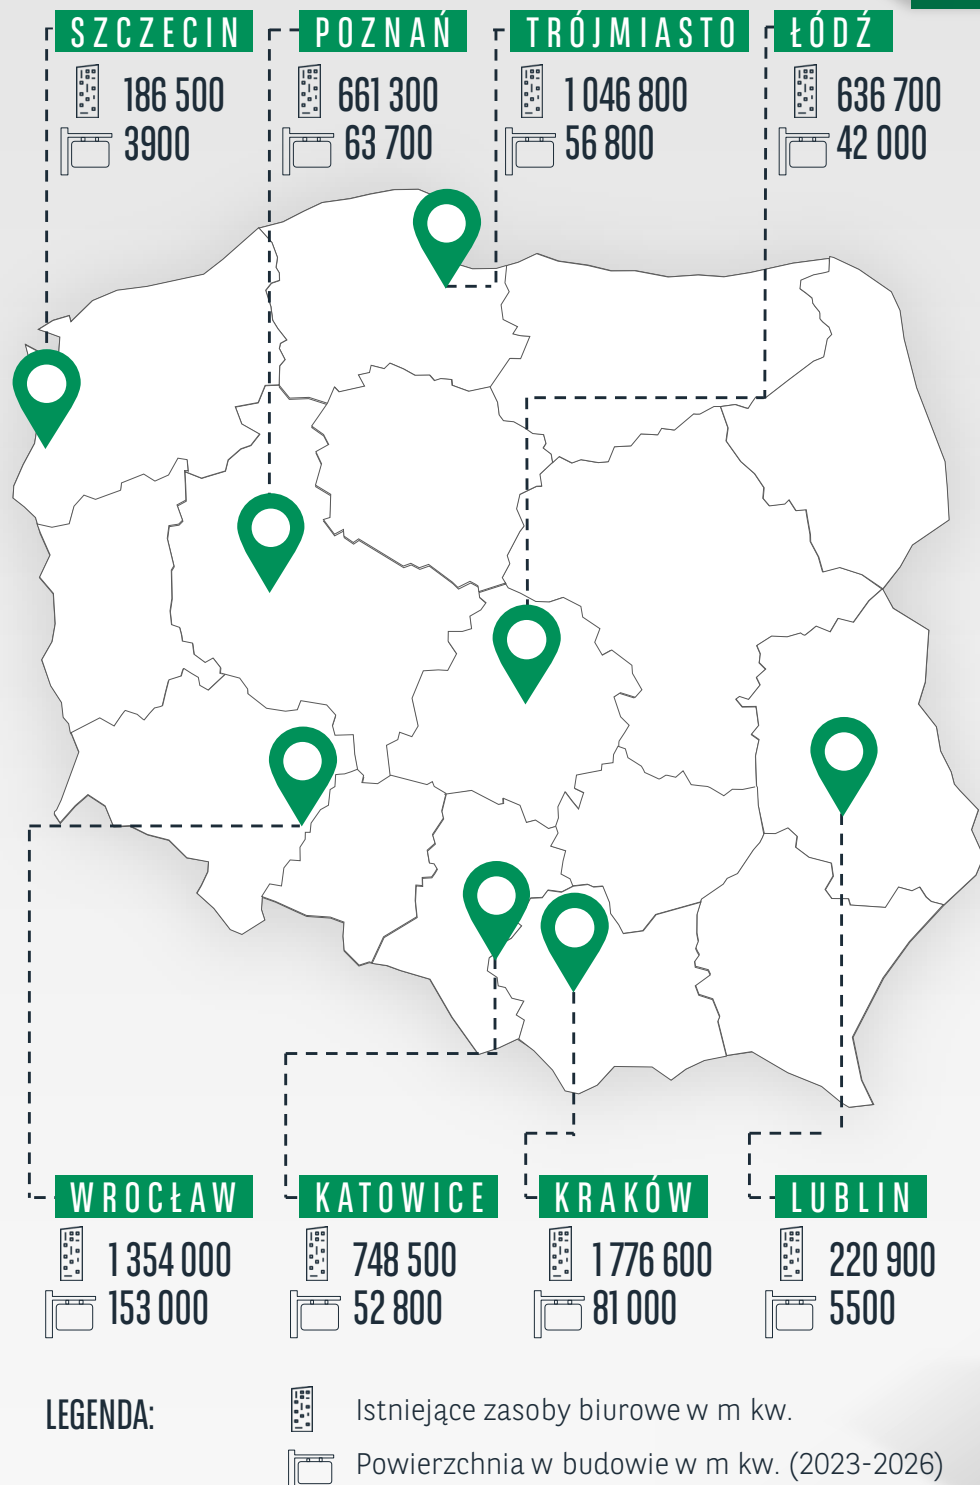 SZCZECIN
186 500
3900
POZNAŃ
661 300
63 700
TRÓJMIASTO
1 046 800
56 800
ŁÓDŹ
636 700
42 000
WROCŁAW
1 354 000
153 000
KATOWICE
748 500
52 800
KRAKÓW
1 776 600
81 000
LUBLIN
220 900
5500
LEGENDA:
Istniejące zasoby biurowe w m kw.
Powierzchnia w budowie w m kw. (2023-2026)